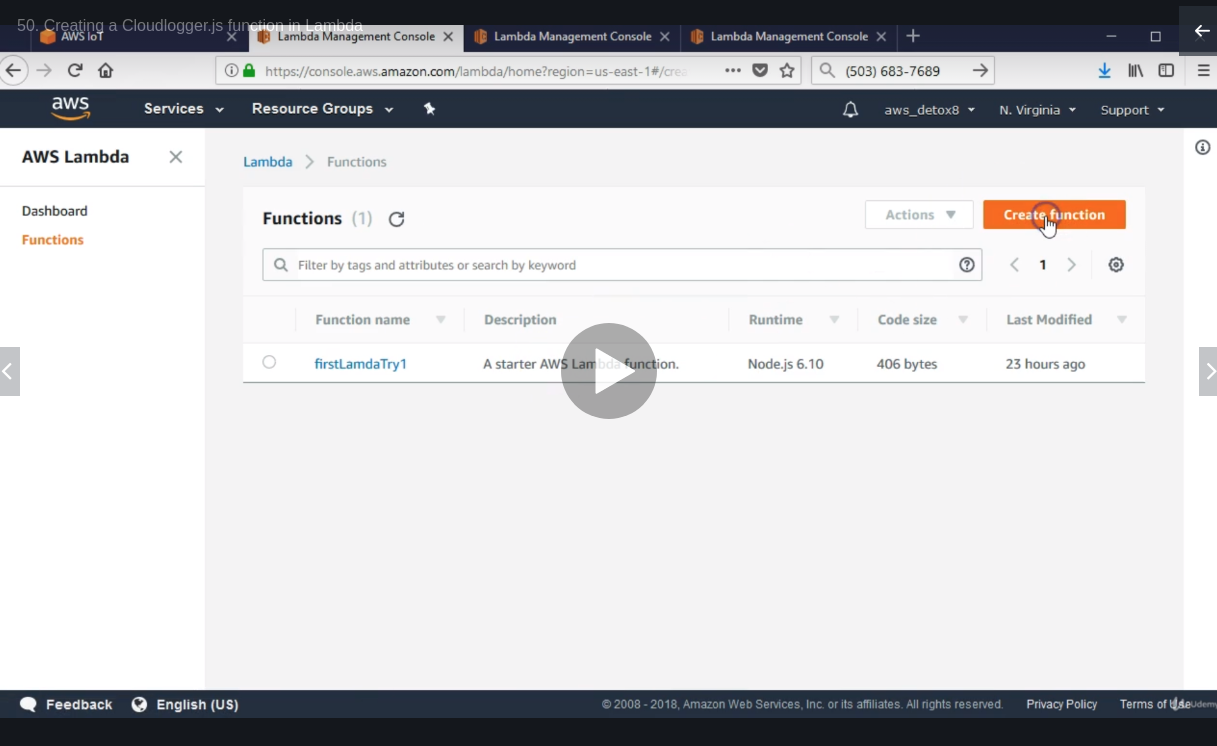 50. Creating a Cloudlogger.js function in Lambda
AWS IoT
Lambda Management Console
Lambda Management Console
Lambda Management Console
https://console.aws.amazon.com/lambda/home?region=us-east-1#/crea
(503) 683-7689
aws
Services
Resource Groups
aws_detox8
N. Virginia
Support
AWS Lambda
Lambda > Functions
Dashboard
Functions
Functions (1)
Actions
Create function
Filter by tags and attributes or search by keyword
1
Function name
Description
Runtime
Code size
Last Modified
firstLamdaTry1
A starter AWS Lambda function.
Node.js 6.10
406 bytes
23 hours ago
Feedback
English (US)
© 2008 - 2018, Amazon Web Services, Inc. or its affiliates. All rights reserved.
Privacy Policy
Terms of Use
Udemy